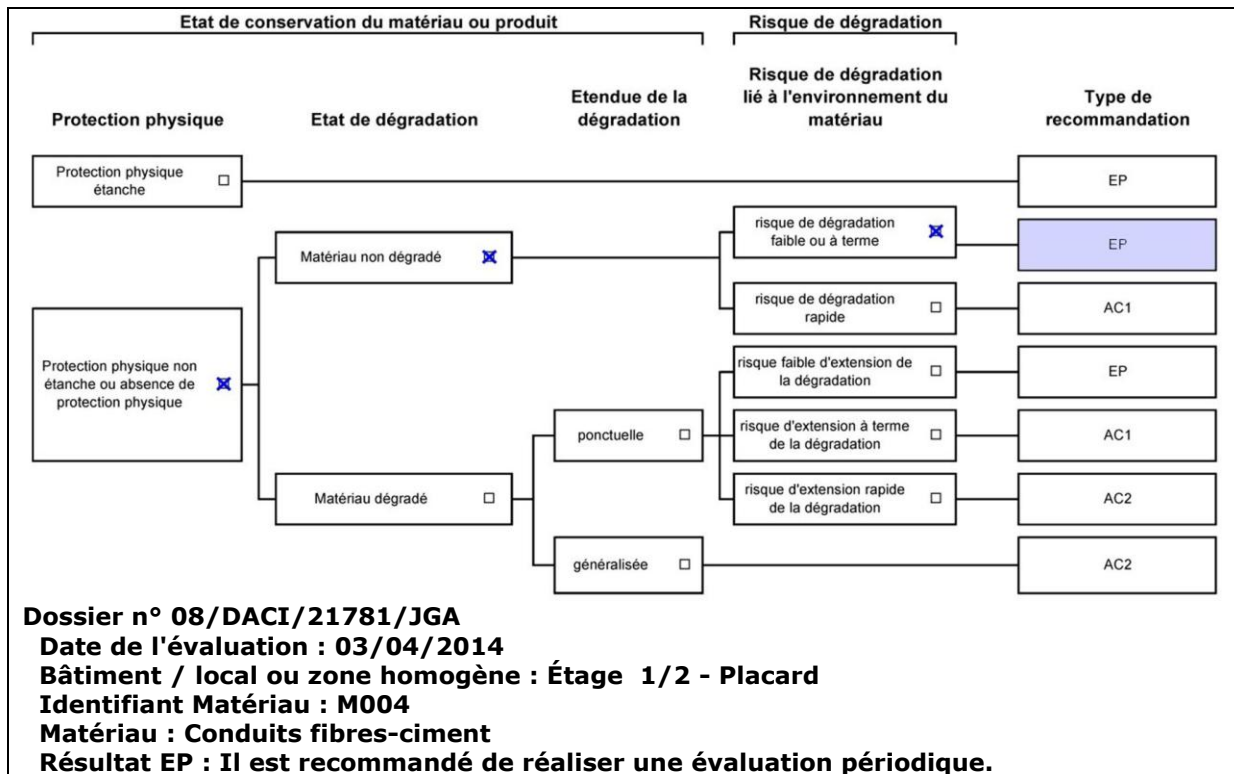 Etat de conservation du matériau ou produit
Risque de dégradation
Protection physique
Etat de dégradation
Etendue de la
dégradation
Risque de dégradation
lié à l'environnement du
matériau
Type de
recommandation
Protection physique
étanche
EP
Matériau non dégradé
risque de dégradation
faible ou à terme
EP
risque de dégradation
rapide
AC1
Protection physique non
étanche ou absence de
protection physique
risque faible d'extension de
la dégradation
EP
ponctuelle
risque d'extension à terme
de la dégradation
AC1
Matériau dégradé
risque d'extension rapide
de la dégradation
AC2
généralisée
AC2
Dossier n° 08/DACI/21781/JGA
Date de l'évaluation : 03/04/2014
Bâtiment / local ou zone homogène : Étage 1/2 - Placard
Identifiant Matériau : M004
Matériau : Conduits fibres-ciment
Résultat EP : Il est recommandé de réaliser une évaluation périodique.